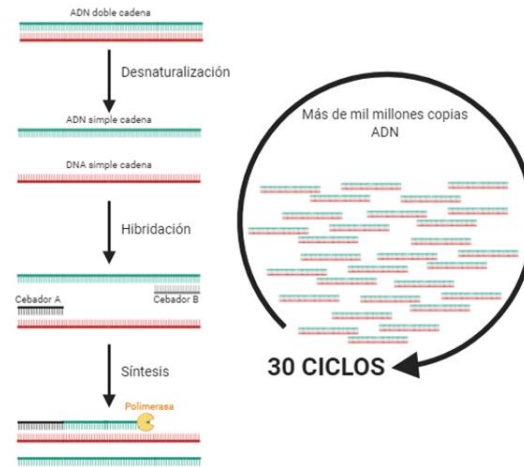 ADN doble cadena
Desnaturalización
ADN simple cadena
DNA simple cadena
Hibridación
Cebador A
Cebador B
Síntesis
Polimerasa
Más de mil millones copias
ADN
30 CICLOS